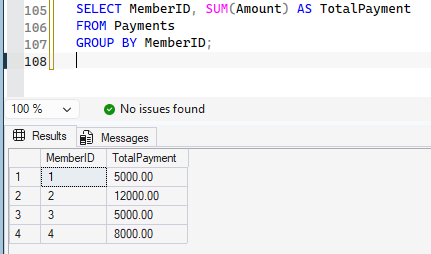 105 SELECT MemberID, SUM(Amount) AS TotalPayment
106 FROM Payments
107 GROUP BY MemberID;
108
100 % No issues found
Results Messages
MemberID TotalPayment
1 1 5000.00
2 2 12000.00
3 3 5000.00
4 4 8000.00